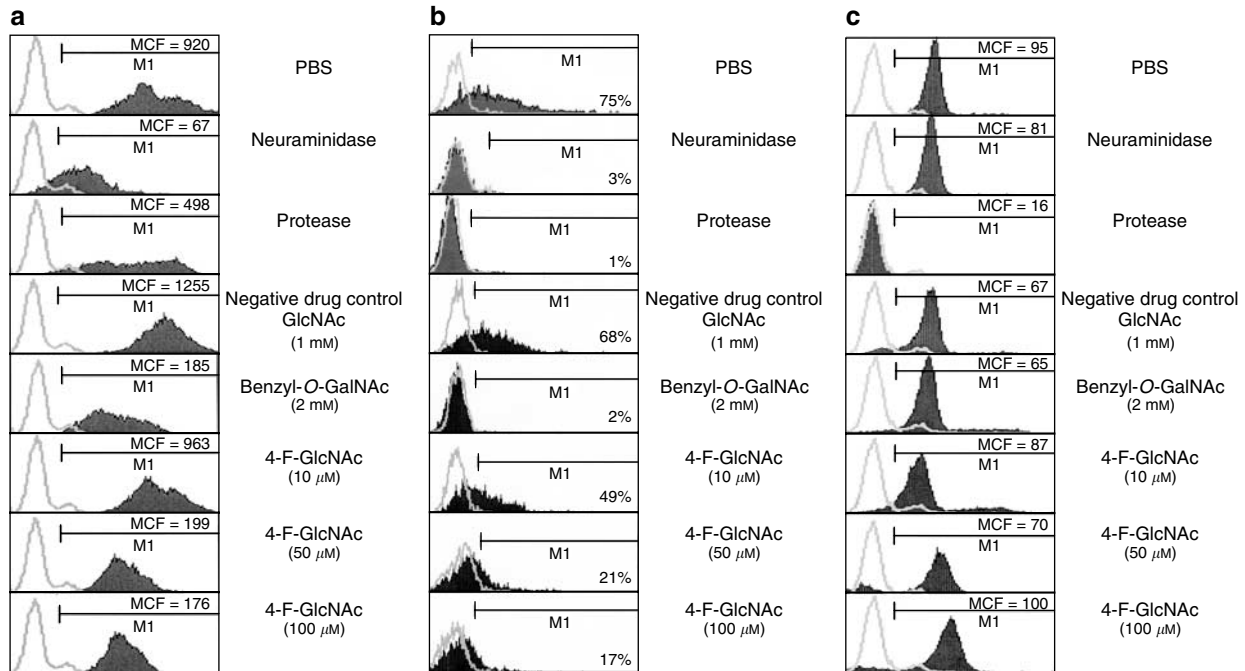 a
MCF = 920
M1
PBS
MCF = 67
M1
Neuraminidase
MCF = 498
M1
Protease
MCF = 1255
M1
Negative drug control
GlcNAc
(1 mM)
MCF = 185
M1
Benzyl-O-GalNAc
(2 mM)
MCF = 963
M1
4-F-GlcNAc
(10 μM)
MCF = 199
M1
4-F-GlcNAc
(50 μM)
MCF = 176
M1
4-F-GlcNAc
(100 μM)
b
M1
75%
PBS
M1
3%
Neuraminidase
M1
1%
Protease
M1
68%
Negative drug control
GlcNAc
(1 mM)
M1
2%
Benzyl-O-GalNAc
(2 mM)
M1
49%
4-F-GlcNAc
(10 μM)
M1
21%
4-F-GlcNAc
(50 μM)
M1
17%
4-F-GlcNAc
(100 μM)
c
MCF = 95
M1
PBS
MCF = 81
M1
Neuraminidase
MCF = 16
M1
Protease
MCF = 67
M1
Negative drug control
GlcNAc
(1 mM)
MCF = 65
M1
Benzyl-O-GalNAc
(2 mM)
MCF = 87
M1
4-F-GlcNAc
(10 μM)
MCF = 70
M1
4-F-GlcNAc
(50 μM)
MCF = 100
M1
4-F-GlcNAc
(100 μM)